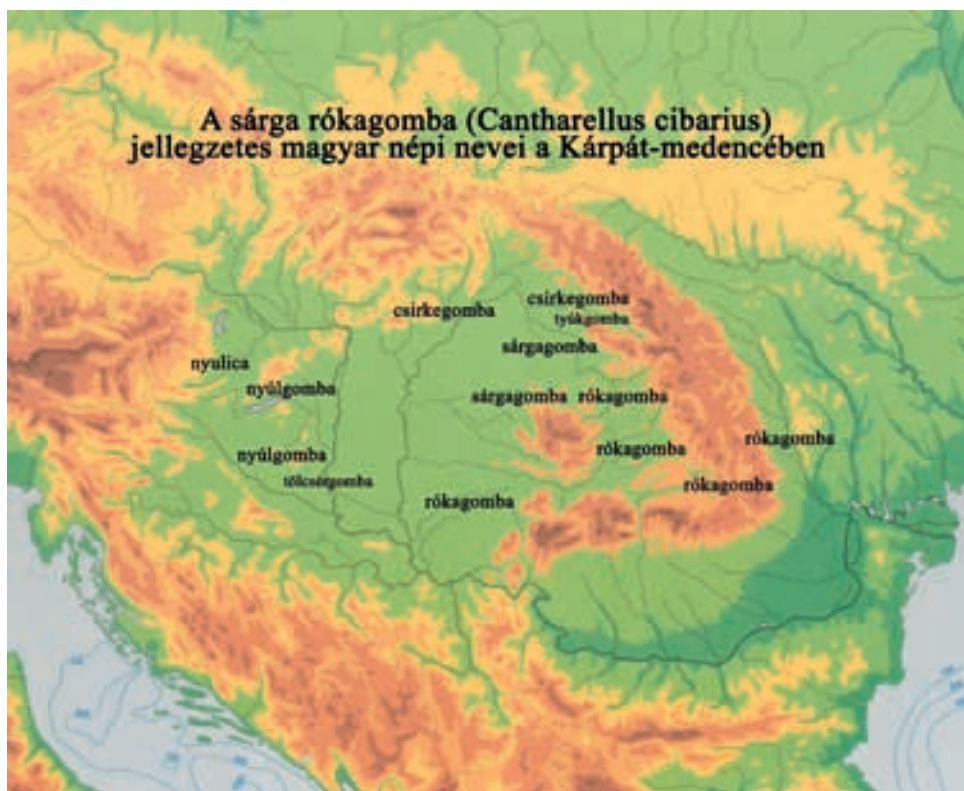 A sárga rókagomba (Cantharellus cibarius)
jellegzetes magyar népi nevei a Kárpát-medencében
csirkegomba
csirkegomba
tyúkgomba
sárgagomba
nyulica
nyúlgomba
sárgagomba
rókagomba
rókagomba
rókagomba
nyúlgomba
tölcsérgomba
rókagomba
rókagomba